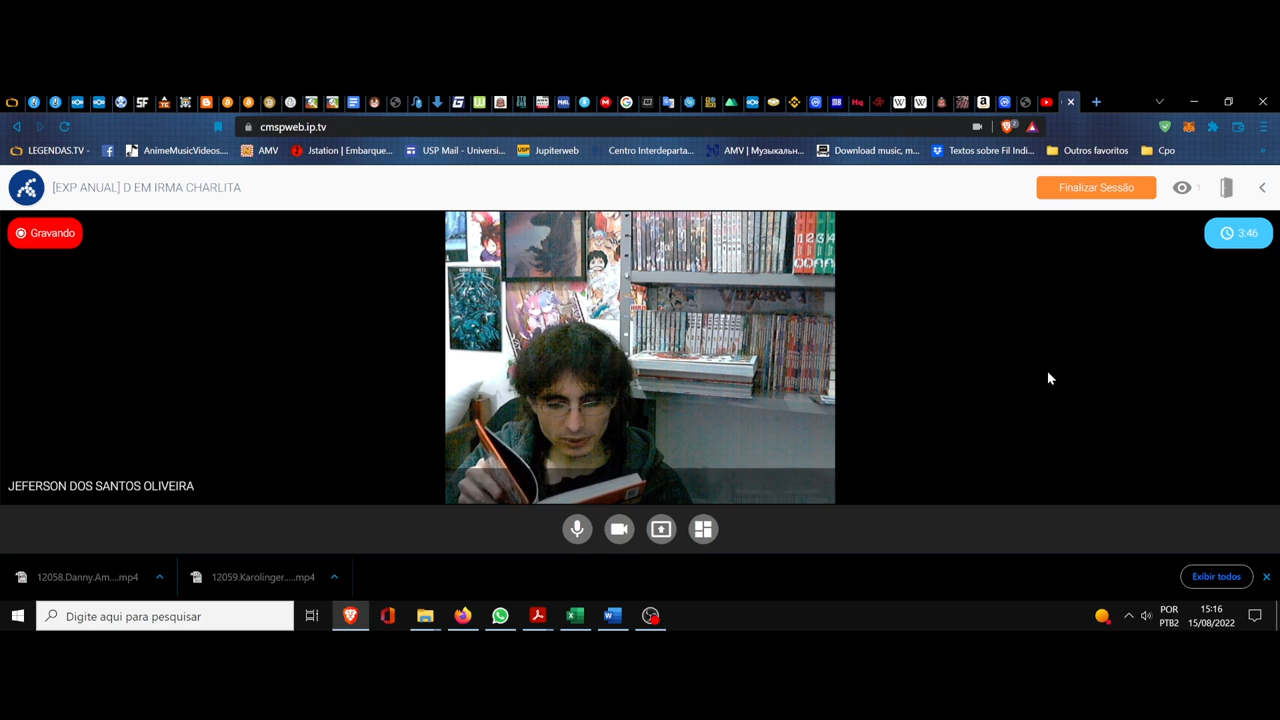 cmspweb.ip.tv
2
LEGENDAS.TV -
AnimeMusicVideos...
AMV
Jstation | Embarque...
USP Mail - Universi...
Jupiterweb
Centro Interdeparta...
AMV | Музыкальн...
Download music, m...
Textos sobre Fil Indi...
Outros favoritos
Cpo
[EXP ANUAL] D EM IRMA CHARLITA
Finalizar Sessão
1
Gravando
3:46
JEFERSON DOS SANTOS OLIVEIRA
12058.Danny.Am....mp4
12059.Karolinger.....mp4
Exibir todos
Digite aqui para pesquisar
POR
PTB2
15:16
15/08/2022